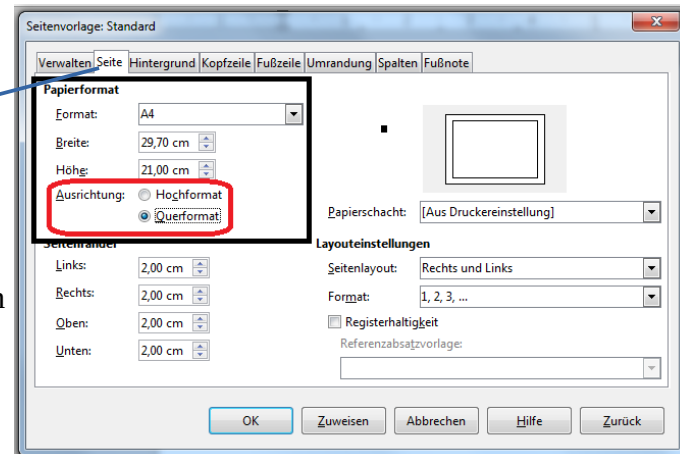 Seitenvorlage: Standard
Verwalten Seite Hintergrund Kopfzeile Fußzeile Umrandung Spalten Fußnote
Papierformat
Format: A4
Breite: 29,70 cm
Höhe: 21,00 cm
Ausrichtung: Hochformat
Querformat
Papierschacht: [Aus Druckereinstellung]
Seitenränder
Layouteinstellungen
Links: 2,00 cm
Seitenlayout: Rechts und Links
Rechts: 2,00 cm
Format: 1, 2, 3, ...
n
Oben: 2,00 cm
Registerhaltigkeit
Unten: 2,00 cm
Referenzabsatzvorlage:
OK Zuweisen Abbrechen Hilfe Zurück